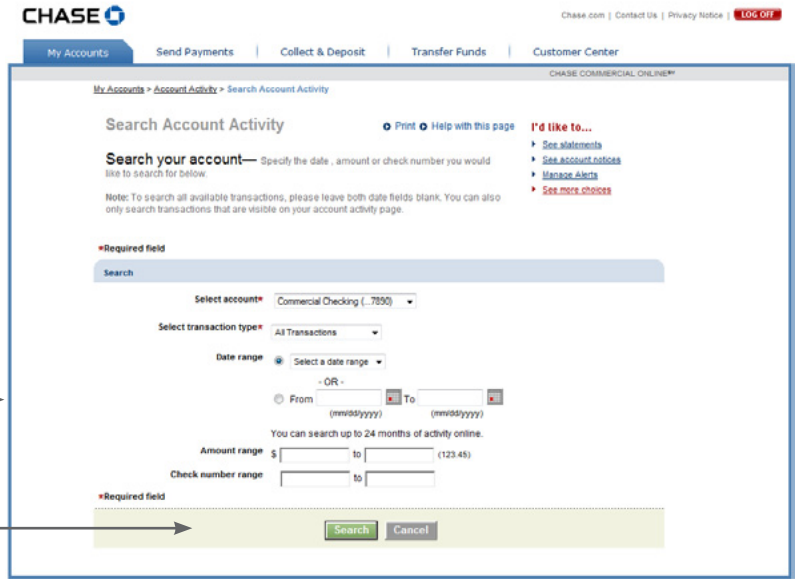 CHASE
Chase.com | Contact Us | Privacy Notice | LOG OFF
My Accounts Send Payments | Collect & Deposit | Transfer Funds | Customer Center
CHASE COMMERCIAL ONLINE℠
My Accounts > Account Activity > Search Account Activity
Search Account Activity
Print Help with this page
I'd like to...
See statements
See account notices
Manage Alerts
See more choices
Search your account— Specify the date , amount or check number you would
like to search for below.
Note: To search all available transactions, please leave both date fields blank. You can also
only search transactions that are visible on your account activity page.
*Required field
Search
Select account* Commercial Checking (...7890)
Select transaction type* All Transactions
Date range Select a date range
- OR -
From To
(mm/dd/yyyy) (mm/dd/yyyy)
You can search up to 24 months of activity online.
Amount range $ to (123.45)
Check number range to
*Required field
Search Cancel